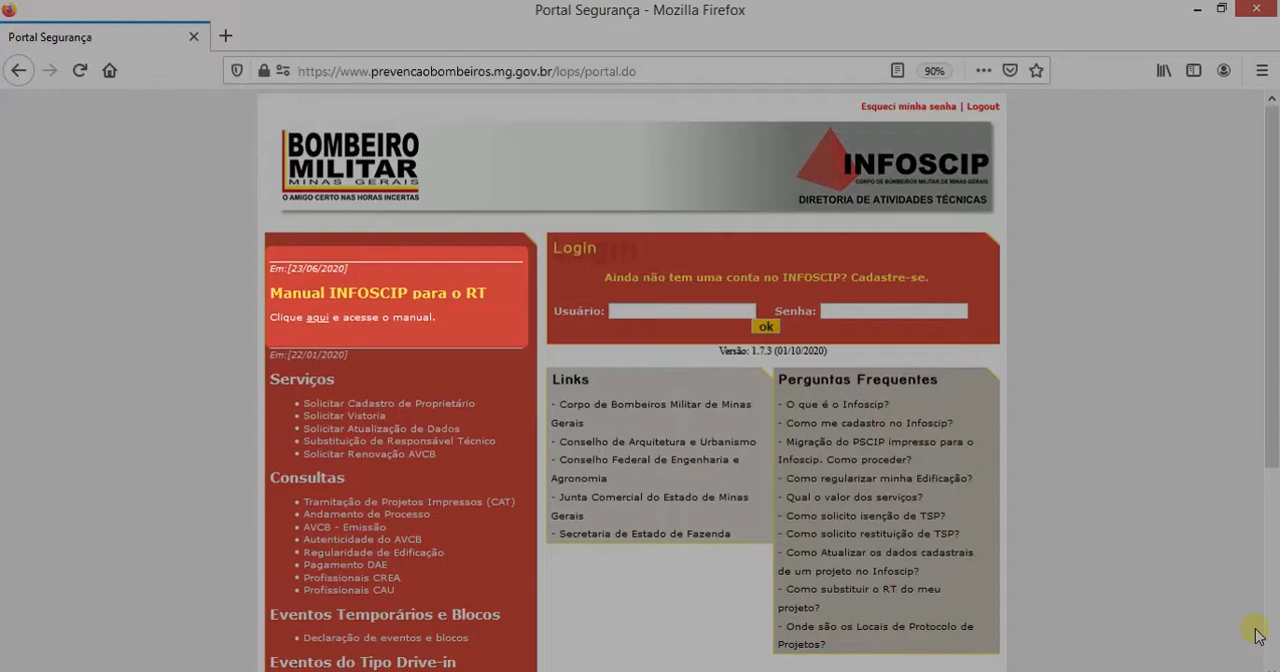 Portal Segurança - Mozilla Firefox
Portal Segurança
https://www.prevencaobombeiros.mg.gov.br/lops/portal.do
90%
Esqueci minha senha | Logout
BOMBEIRO
MILITAR
MINAS GERAIS
O AMIGO CERTO NAS HORAS INCERTAS
INFOSCIP
CORPO DE BOMBEIROS MILITAR DE MINAS GERAIS
DIRETORIA DE ATIVIDADES TÉCNICAS
Em:[23/06/2020]
Manual INFOSCIP para o RT
Clique aqui e acesse o manual.
Em:[22/01/2020]
Serviços
• Solicitar Cadastro de Proprietário
• Solicitar Vistoria
• Solicitar Atualização de Dados
• Substituição de Responsável Técnico
• Solicitar Renovação AVCB
Consultas
• Tramitação de Projetos Impressos (CAT)
• Andamento de Processo
• AVCB - Emissão
• Autenticidade do AVCB
• Regularidade de Edificação
• Pagamento DAE
• Profissionais CREA
• Profissionais CAU
Eventos Temporários e Blocos
• Declaração de eventos e blocos
Eventos do Tipo Drive-in
Login
Ainda não tem uma conta no INFOSCIP? Cadastre-se.
Usuário: Senha:
ok
Versão: 1.7.3 (01/10/2020)
Links
- Corpo de Bombeiros Militar de Minas
Gerais
- Conselho de Arquitetura e Urbanismo
- Conselho Federal de Engenharia e
Agronomia
- Junta Comercial do Estado de Minas
Gerais
- Secretaria de Estado de Fazenda
Perguntas Frequentes
- O que é o Infoscip?
- Como me cadastro no Infoscip?
- Migração do PSCIP impresso para o
Infoscip. Como proceder?
- Como regularizar minha Edificação?
- Qual o valor dos serviços?
- Como solicito isenção de TSP?
- Como solicito restituição de TSP?
- Como Atualizar os dados cadastrais
de um projeto no Infoscip?
- Como substituir o RT do meu
projeto?
- Onde são os Locais de Protocolo de
Projetos?